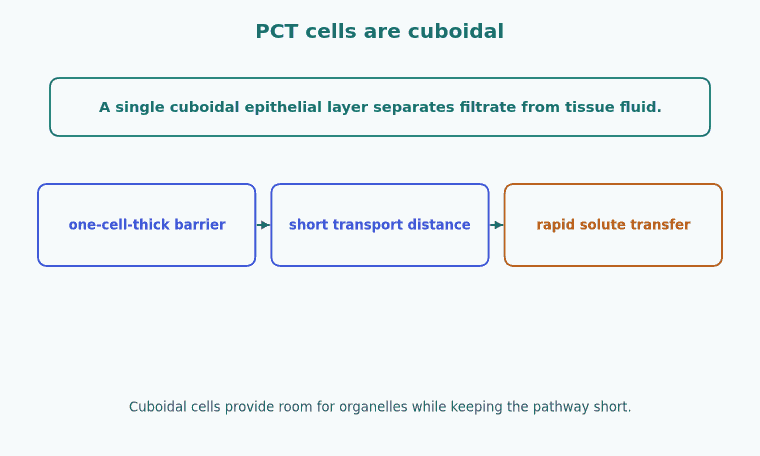 PCT cells are cuboidal
A single cuboidal epithelial layer separates filtrate from tissue fluid.
one-cell-thick barrier
short transport distance
rapid solute transfer
Cuboidal cells provide room for organelles while keeping the pathway short.